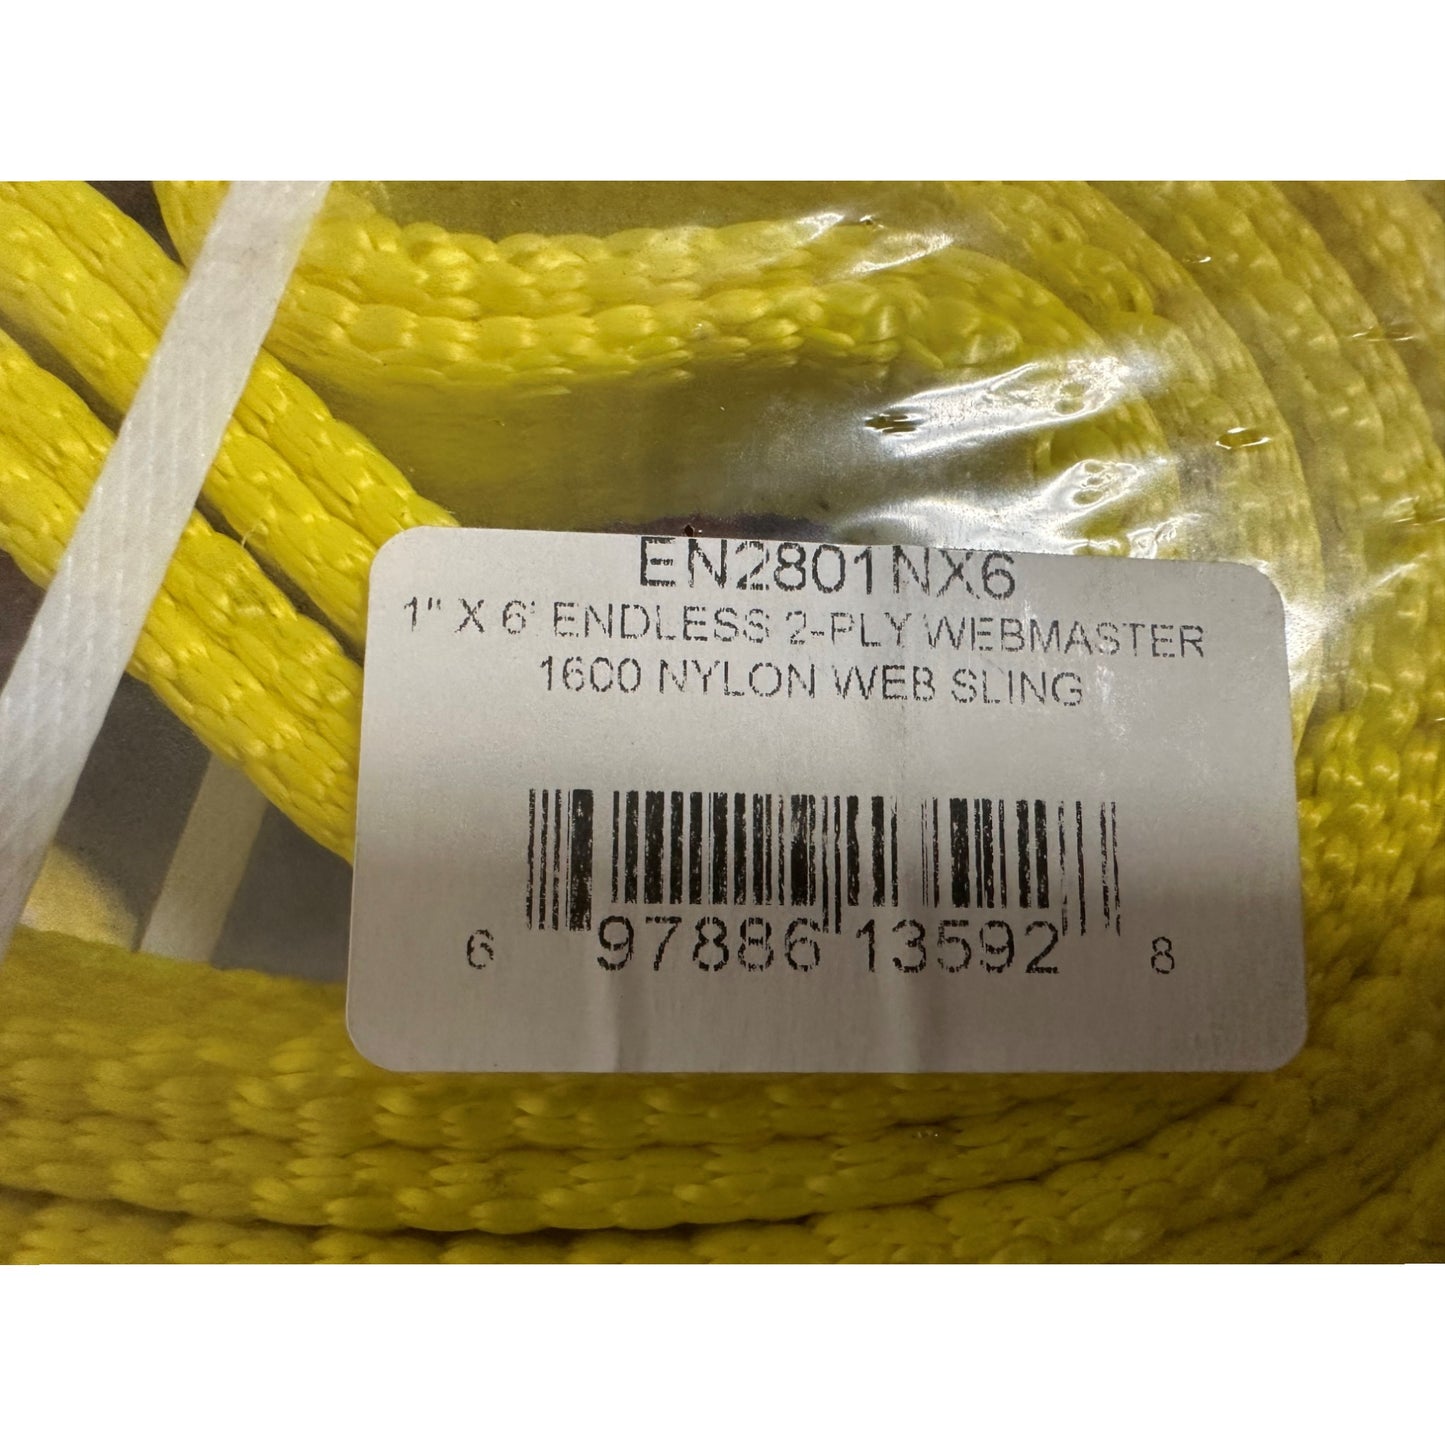 EN2801NX6
1" X 6' ENDLESS 2-PLY WEBMASTER
1600 NYLON WEB SLING
6 97886 13592 8